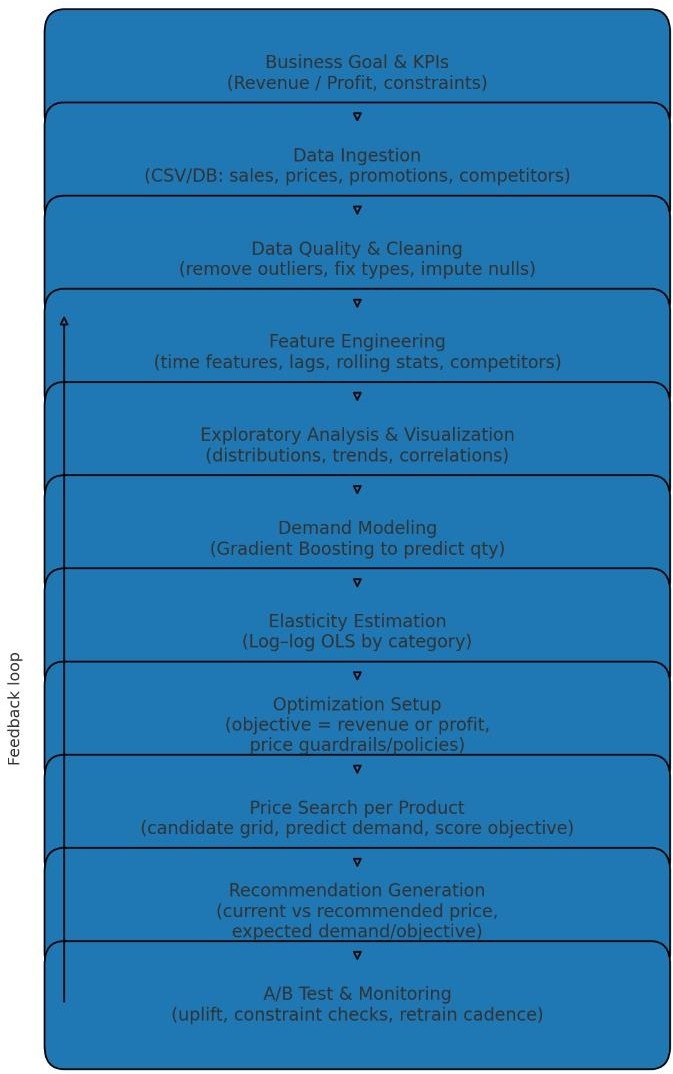 Business Goal & KPIs
(Revenue / Profit, constraints)
Data Ingestion
(CSV/DB: sales, prices, promotions, competitors)
Data Quality & Cleaning
(remove outliers, fix types, impute nulls)
Feature Engineering
(time features, lags, rolling stats, competitors)
Exploratory Analysis & Visualization
(distributions, trends, correlations)
Demand Modeling
(Gradient Boosting to predict qty)
Elasticity Estimation
(Log–log OLS by category)
Optimization Setup
(objective = revenue or profit,
price guardrails/policies)
Price Search per Product
(candidate grid, predict demand, score objective)
Recommendation Generation
(current vs recommended price,
expected demand/objective)
A/B Test & Monitoring
(uplift, constraint checks, retrain cadence)
Feedback loop